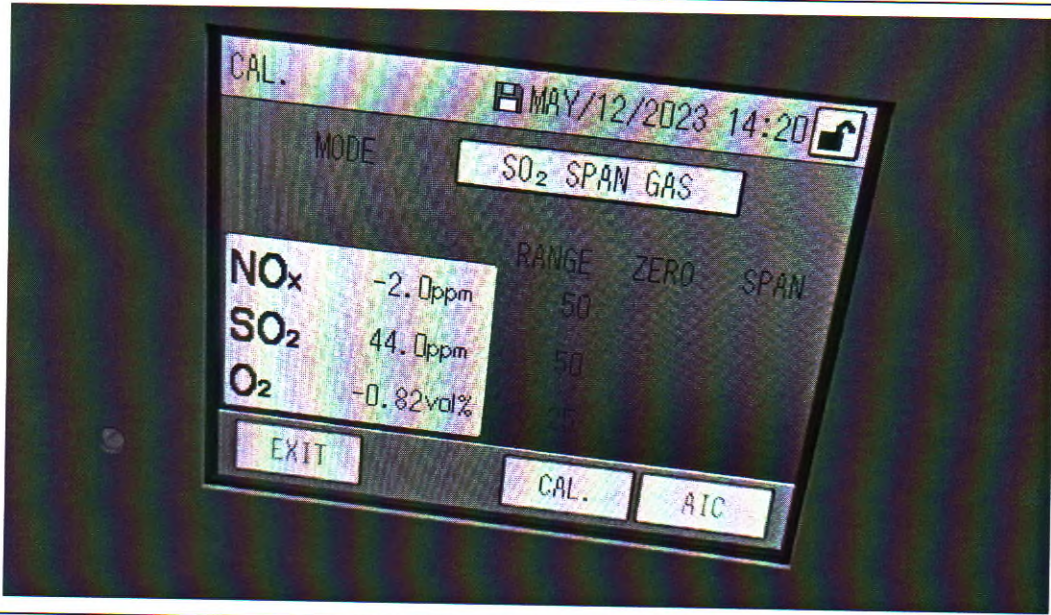 CAL.
MAY/12/2023 14:20
MODE SO₂ SPAN GAS
RANGE ZERO SPAN
NOx -2.0ppm 50
SO₂ 44.0ppm 50
O₂ -0.82vol% 25
EXIT CAL. AIC